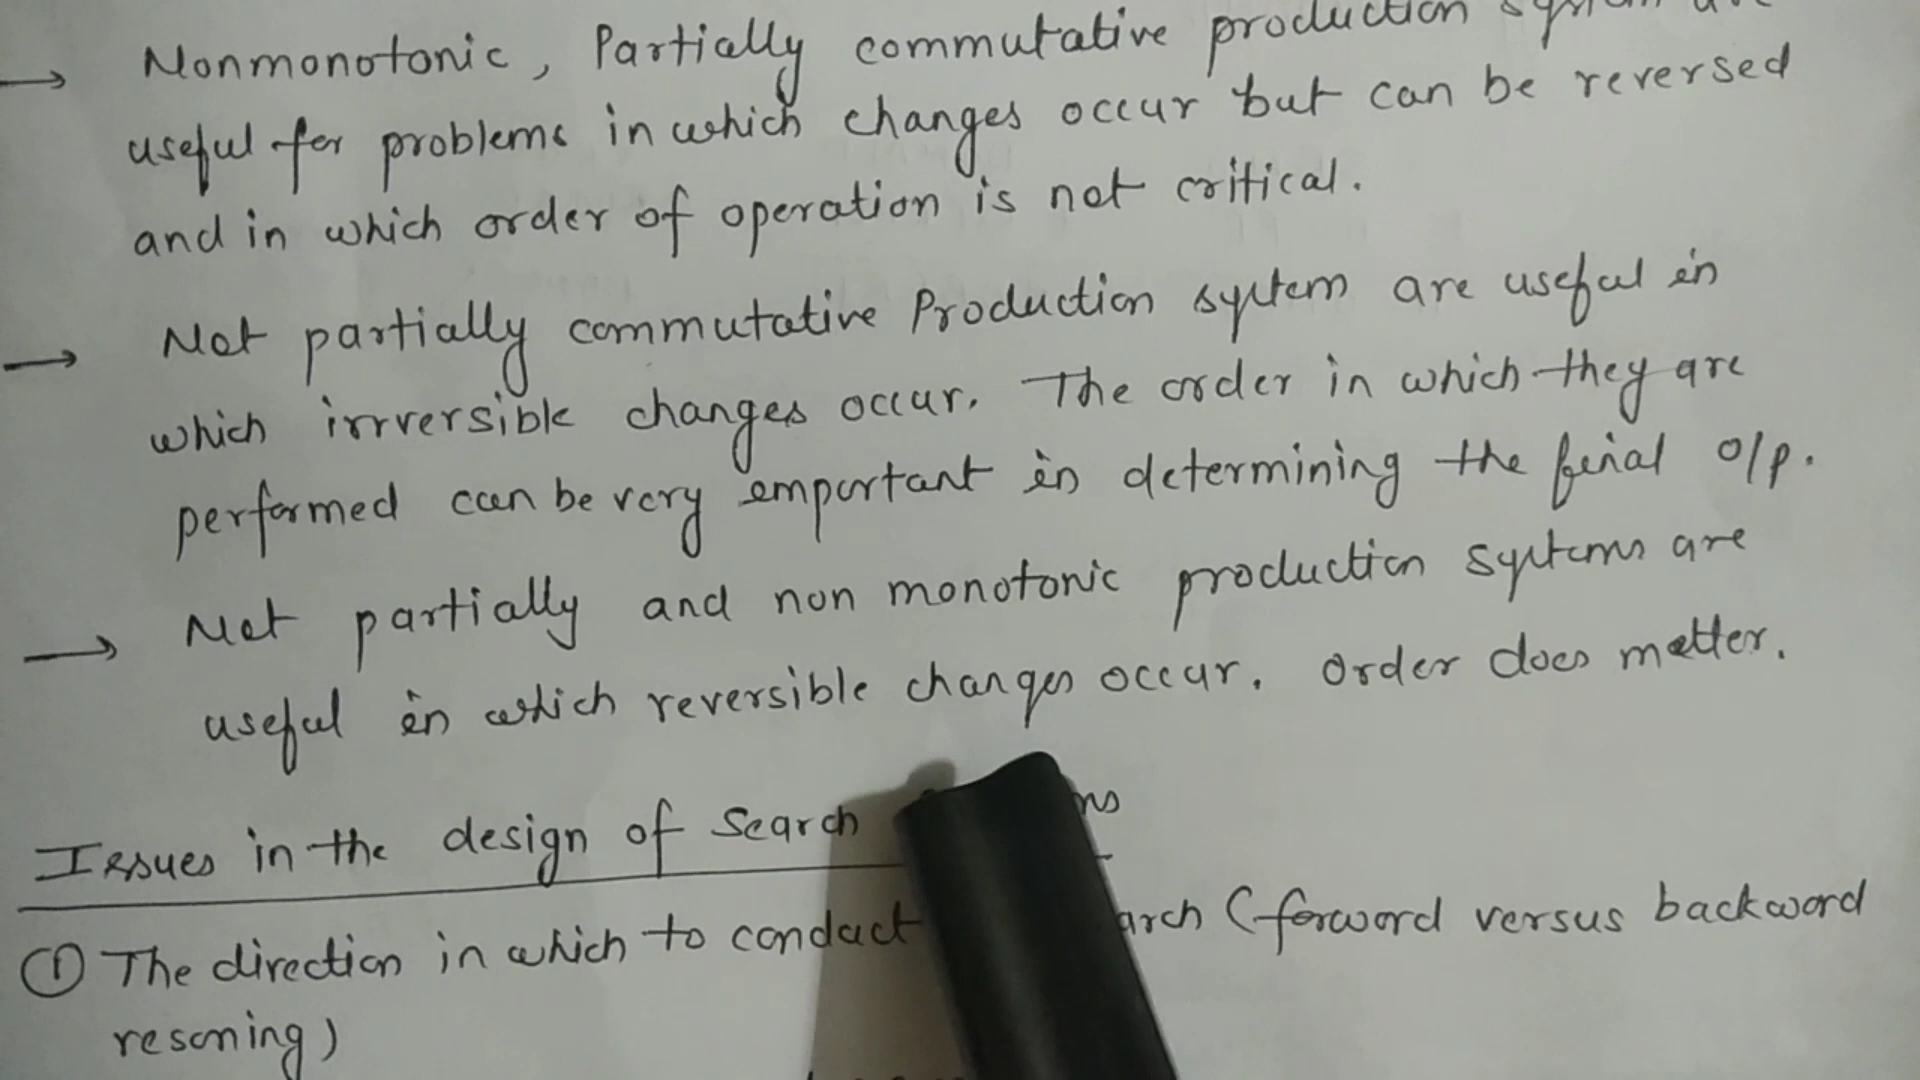 → Nonmonotonic, Partially commutative production system are
useful for problems in which changes occur but can be reversed
and in which order of operation is not critical.
→ Not partially commutative Production system are useful in
which irrversible changes occur. The order in which they are
performed can be very important in determining the final o/p.
→ Not partially and non monotonic production systems are
useful in which reversible changes occur. Order does matter.
Issues in the design of Search
① The direction in which to conduct arch (forword versus backword
resoning)